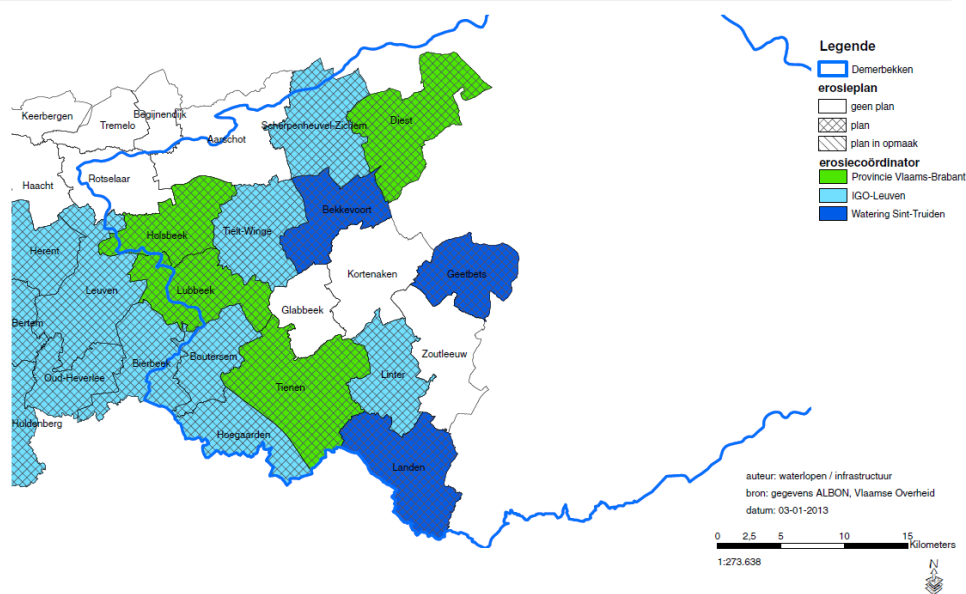 Keerbergen
Tremelo
Begijnendijk
Aarschot
Scherpenheuvel-Zichem
Diest
Haacht
Rotselaar
Holsbeek
Tielt-Winge
Bekkevoort
Herent
Leuven
Lubbeek
Kortenaken
Geetbets
Glabbeek
Bertem
Bierbeek
Boutersem
Zoutleeuw
Oud-Heverlee
Tienen
Linter
Huldenberg
Hoegaarden
Landen
Legende
Demerbekken
erosieplan
geen plan
plan
plan in opmaak
erosiecoördinator
Provincie Vlaams-Brabant
IGO-Leuven
Watering Sint-Truiden
auteur: waterlopen / infrastructuur
bron: gegevens ALBON, Vlaamse Overheid
datum: 03-01-2013
0 2,5 5 10 15
Kilometers
1:273.638
N